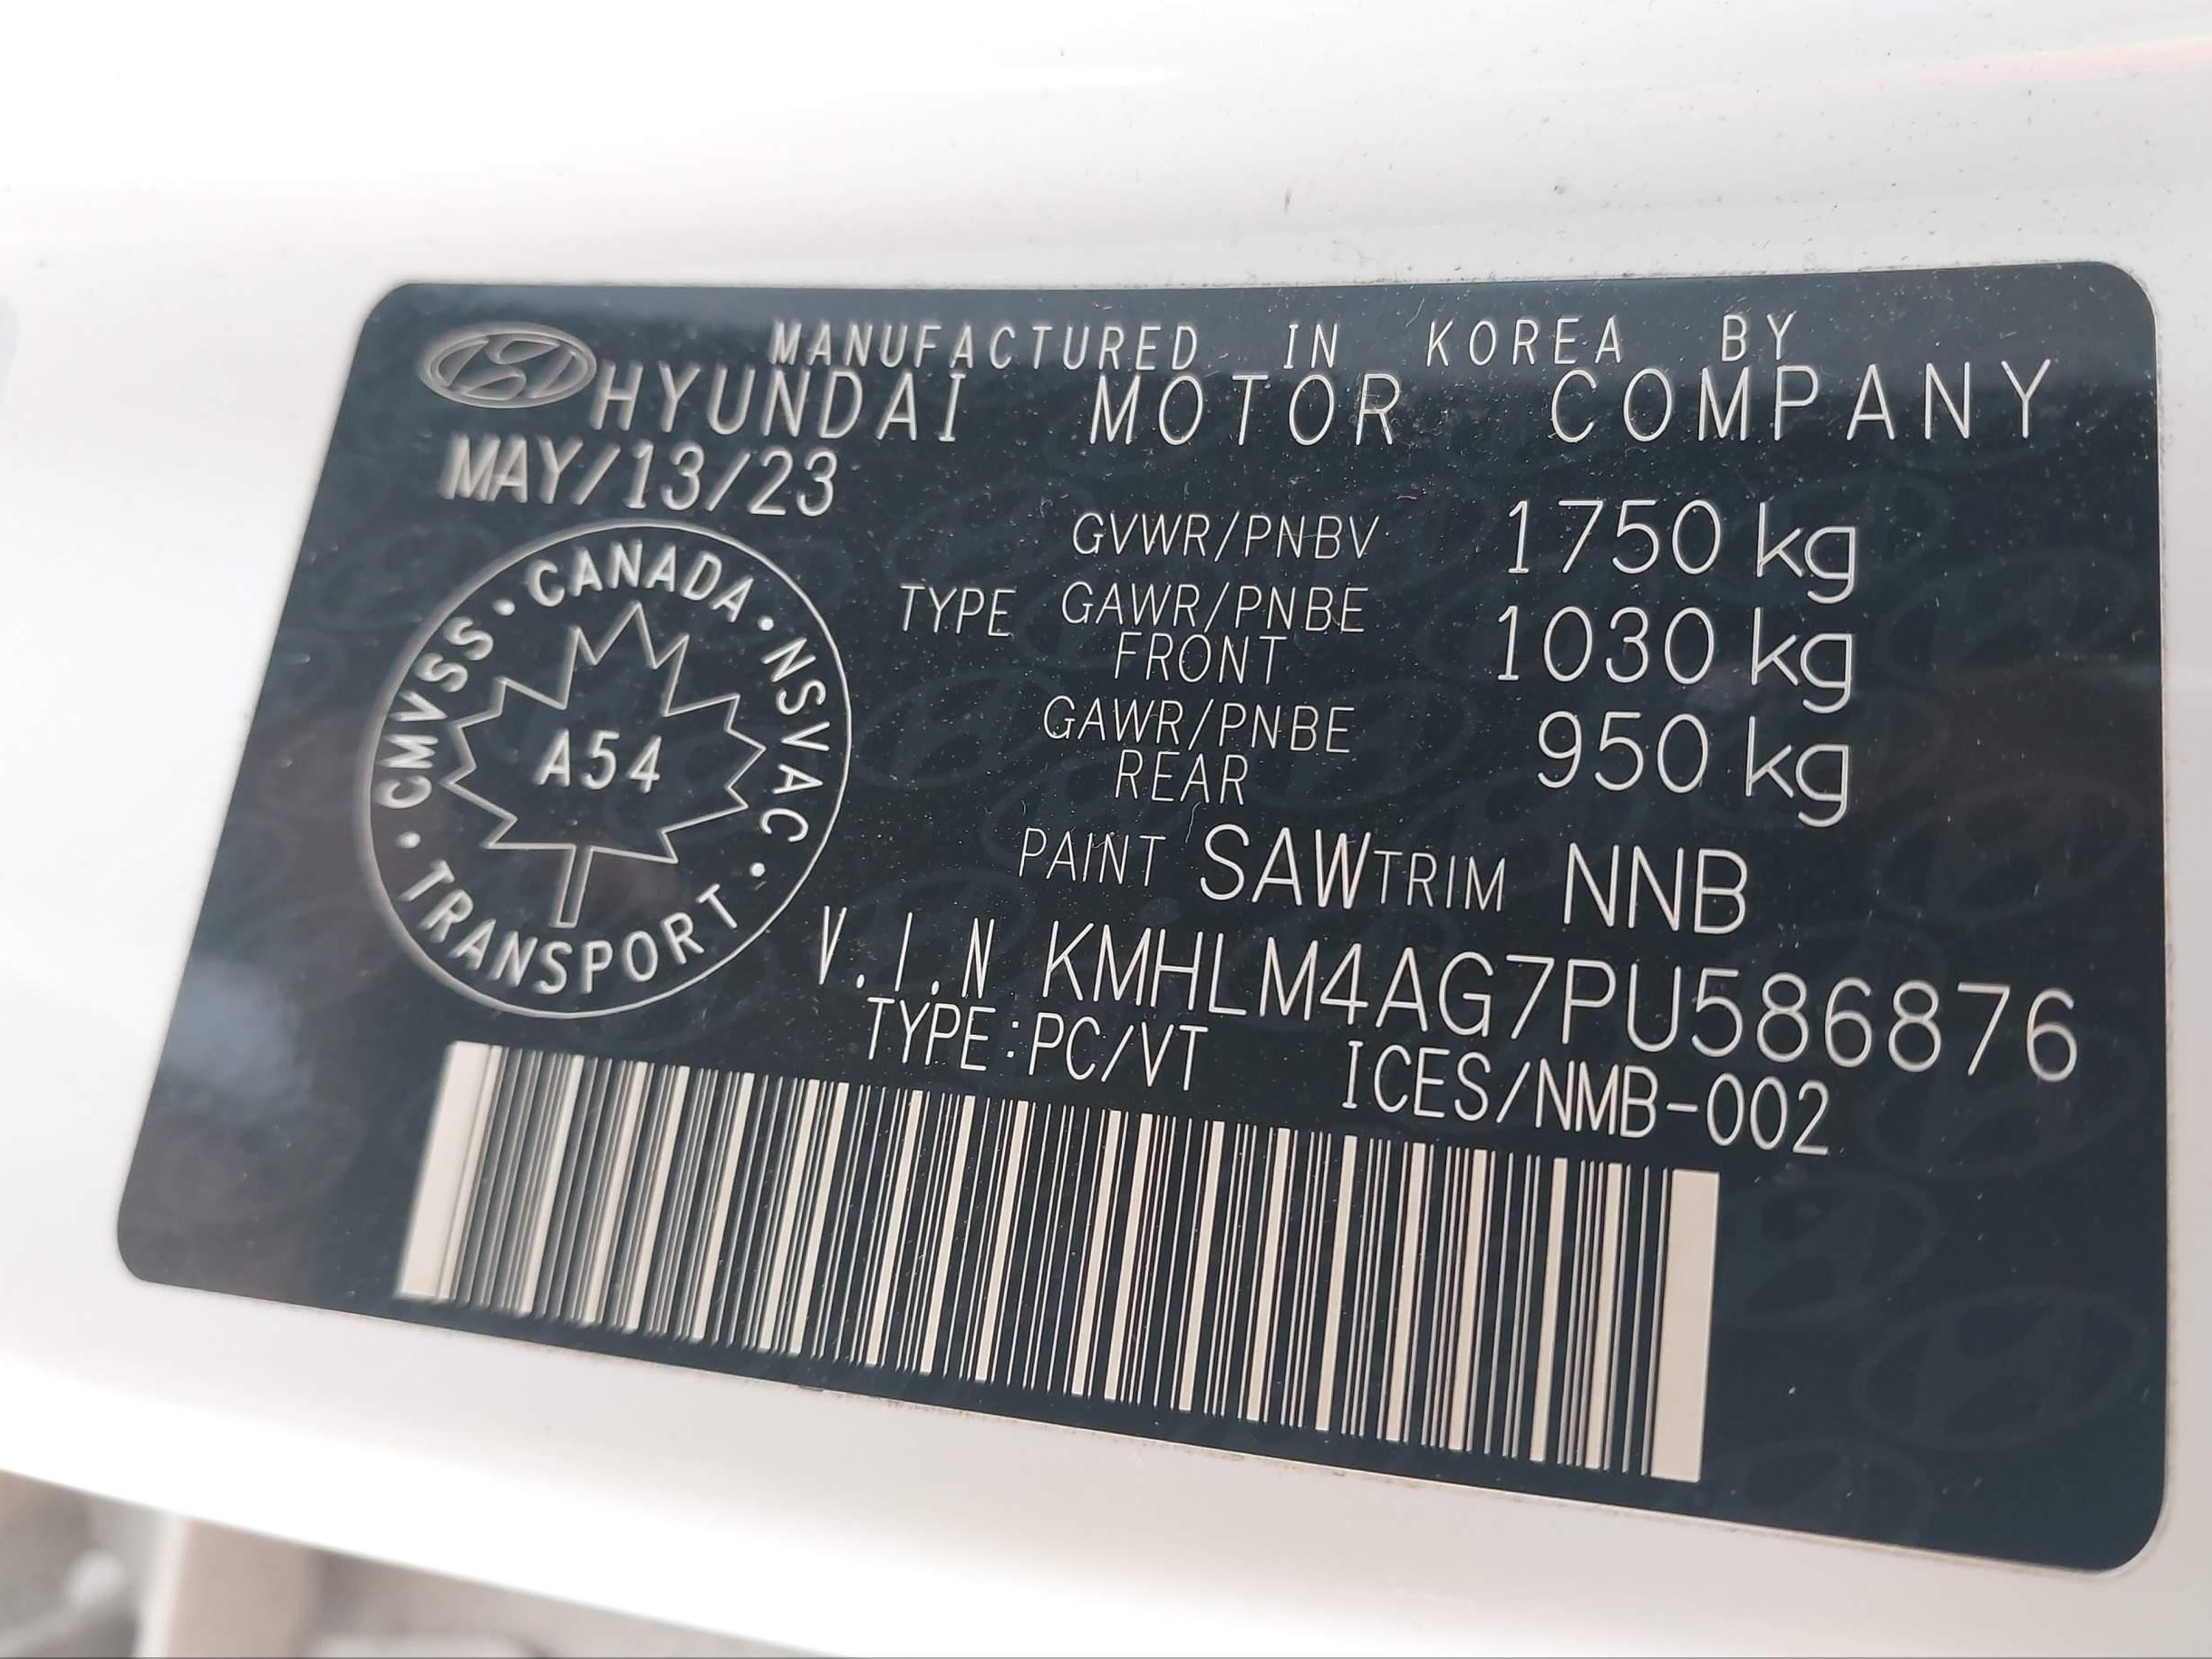 MANUFACTURED IN KOREA BY
HYUNDAI MOTOR COMPANY
MAY/13/23
GVWR/PNBV 1750 kg
TYPE GAWR/PNBE FRONT 1030 kg
GAWR/PNBE REAR 950 kg
PAINT SAW TRIM NNB
V.I.N KMHLM4AG7PU586876
TYPE:PC/VT ICES/NMB-002
CMVSS · CANADA · NSVAC · TRANSPORT ·
A54